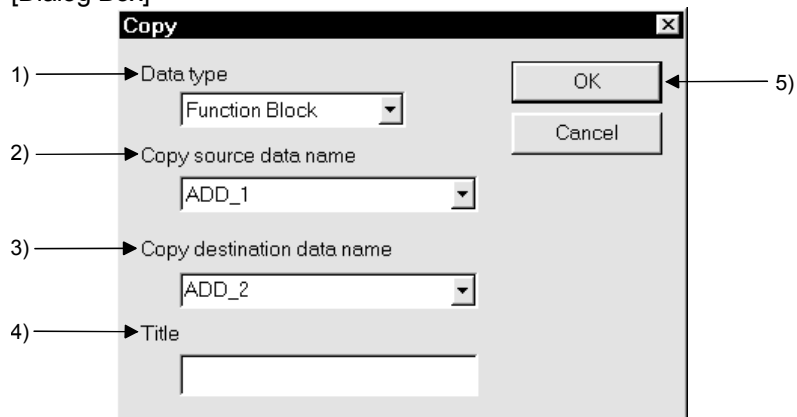 [Dialog Box]
Copy
1) Data type
OK 5)
Function Block
Cancel
2) Copy source data name
ADD_1
3) Copy destination data name
ADD_2
4) Title